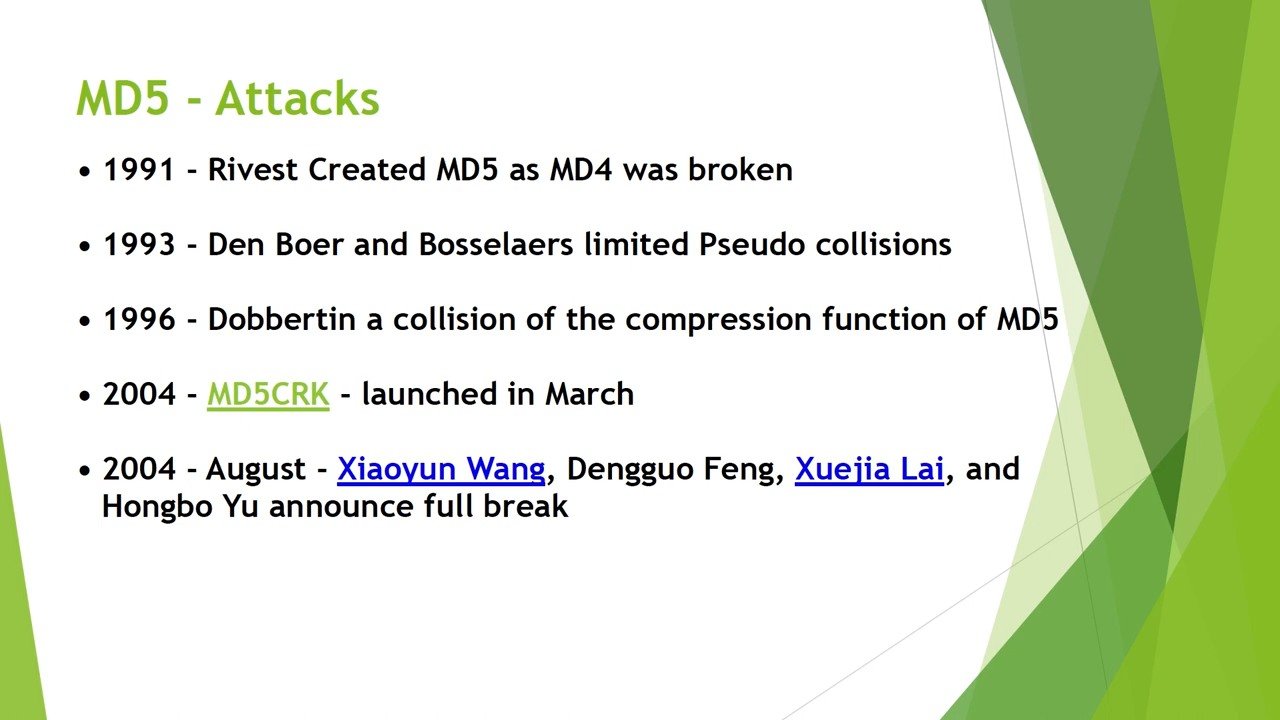 MD5 - Attacks
• 1991 - Rivest Created MD5 as MD4 was broken
• 1993 - Den Boer and Bosselaers limited Pseudo collisions
• 1996 - Dobbertin a collision of the compression function of MD5
• 2004 - MD5CRK - launched in March
• 2004 - August - Xiaoyun Wang, Dengguo Feng, Xuejia Lai, and
Hongbo Yu announce full break